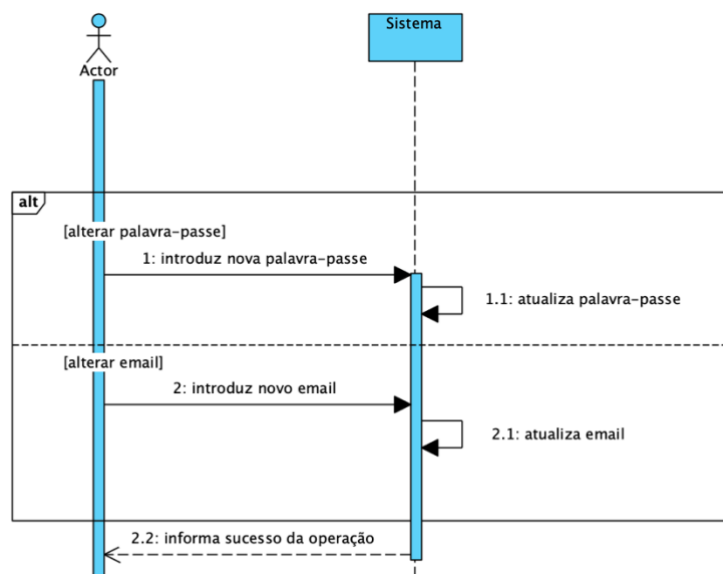 Sistema
Actor
alt
[alterar palavra-passe]
1: introduz nova palavra-passe
1.1: atualiza palavra-passe
[alterar email]
2: introduz novo email
2.1: atualiza email
2.2: informa sucesso da operação